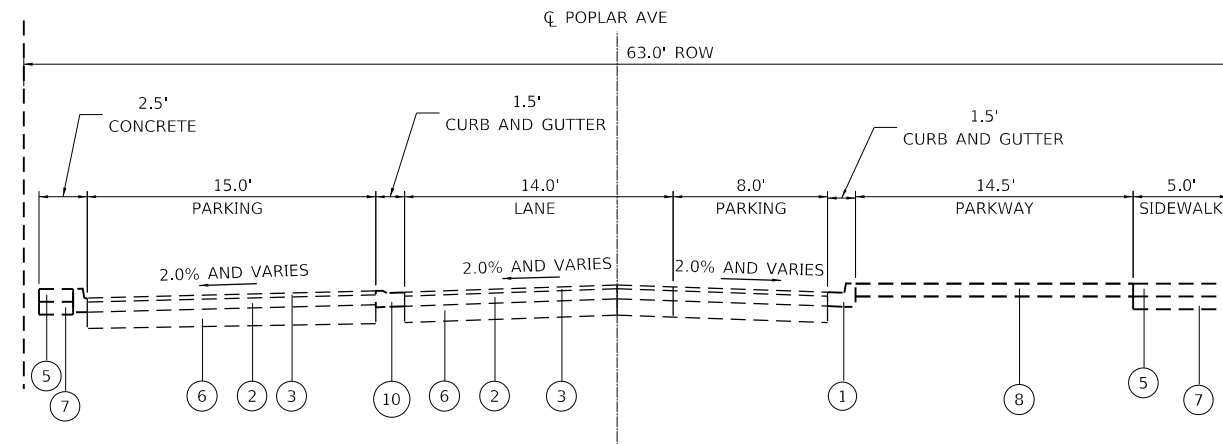 ℄ POPLAR AVE
63.0' ROW
2.5'
CONCRETE
1.5'
CURB AND GUTTER
1.5'
CURB AND GUTTER
15.0'
PARKING
14.0'
LANE
8.0'
PARKING
14.5'
PARKWAY
5.0'
SIDEWALK
2.0% AND VARIES
2.0% AND VARIES
2.0% AND VARIES
5
7
6
2
3
10
6
2
3
1
8
5
7